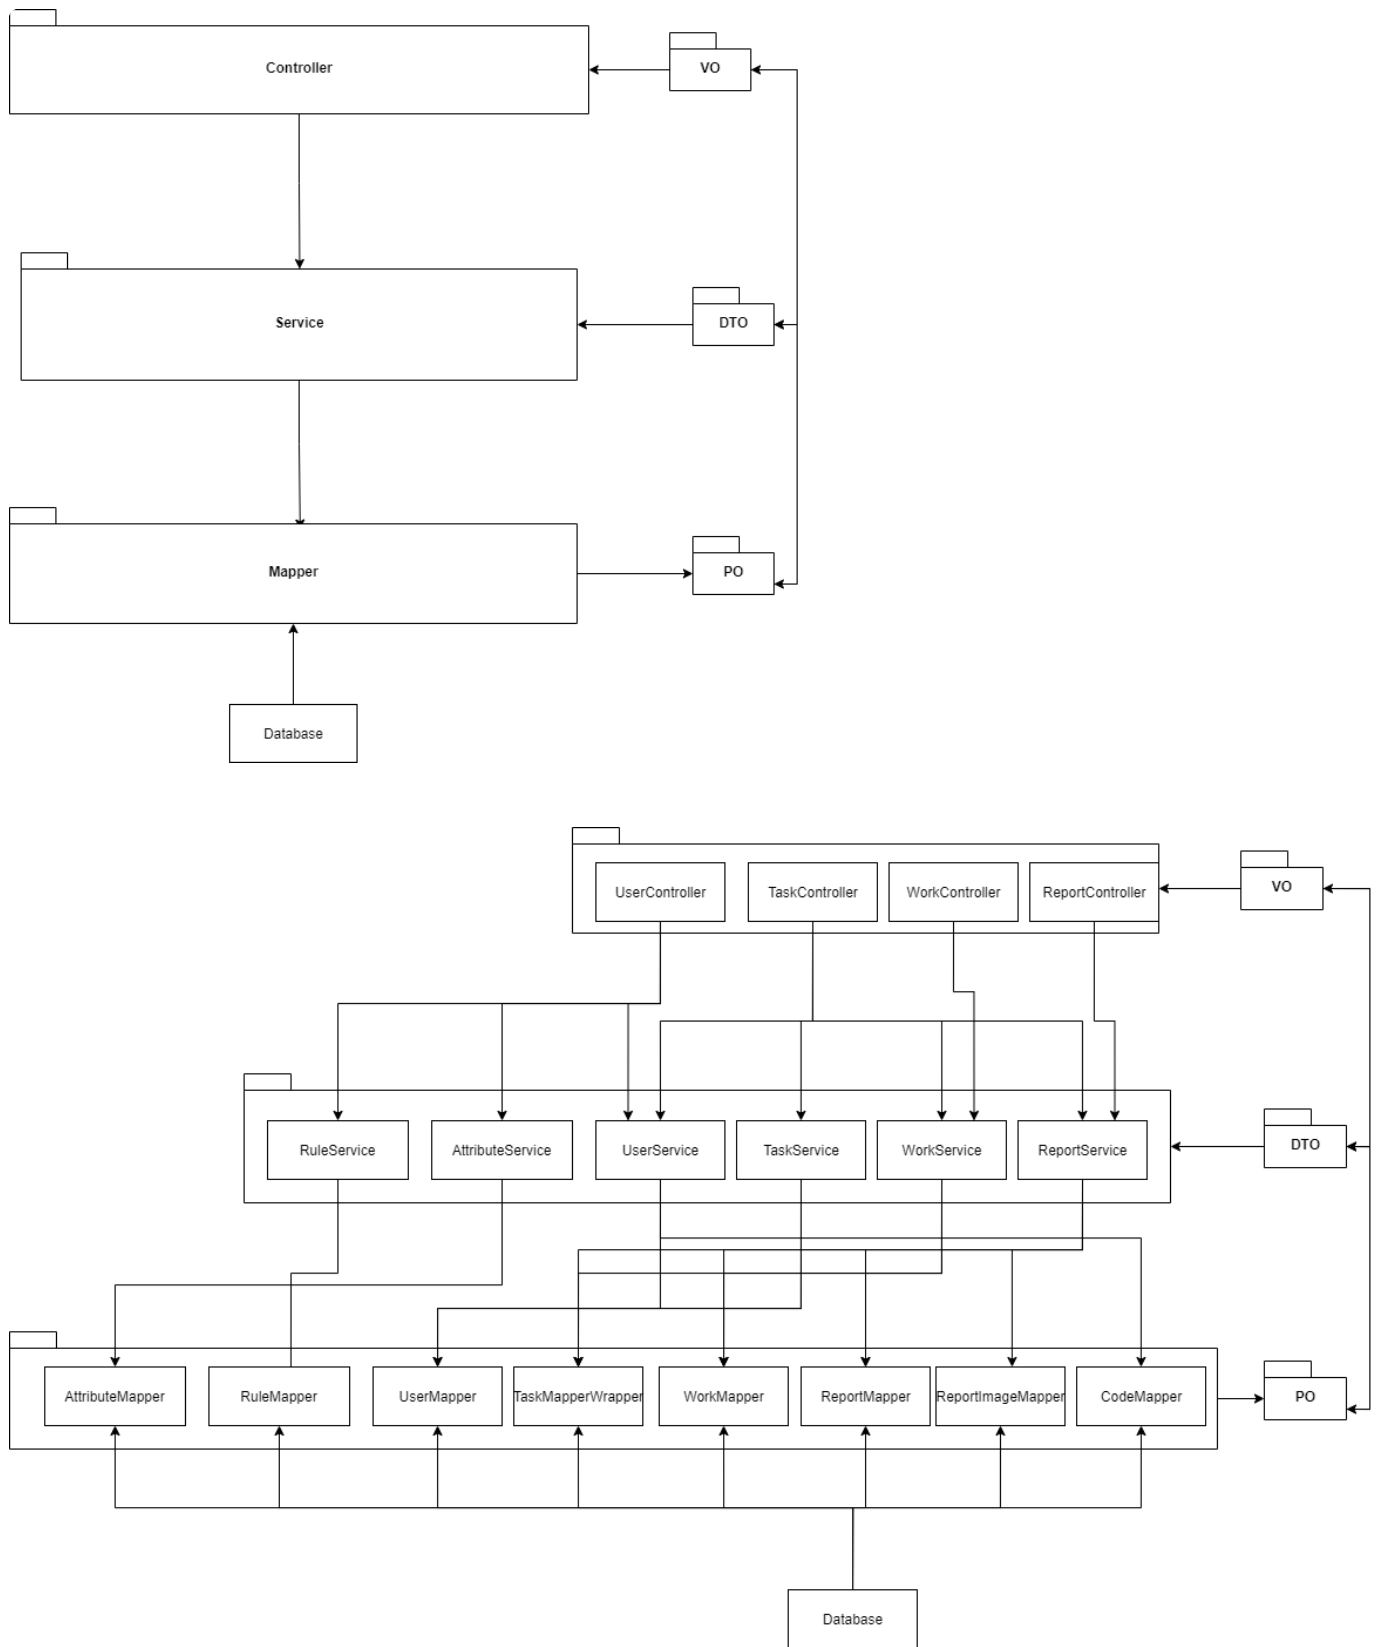 Controller
VO
Service
DTO
Mapper
PO
Database
UserController
TaskController
WorkController
ReportController
VO
RuleService
AttributeService
UserService
TaskService
WorkService
ReportService
DTO
AttributeMapper
RuleMapper
UserMapper
TaskMapperWrapper
WorkMapper
ReportMapper
ReportImageMapper
CodeMapper
PO
Database